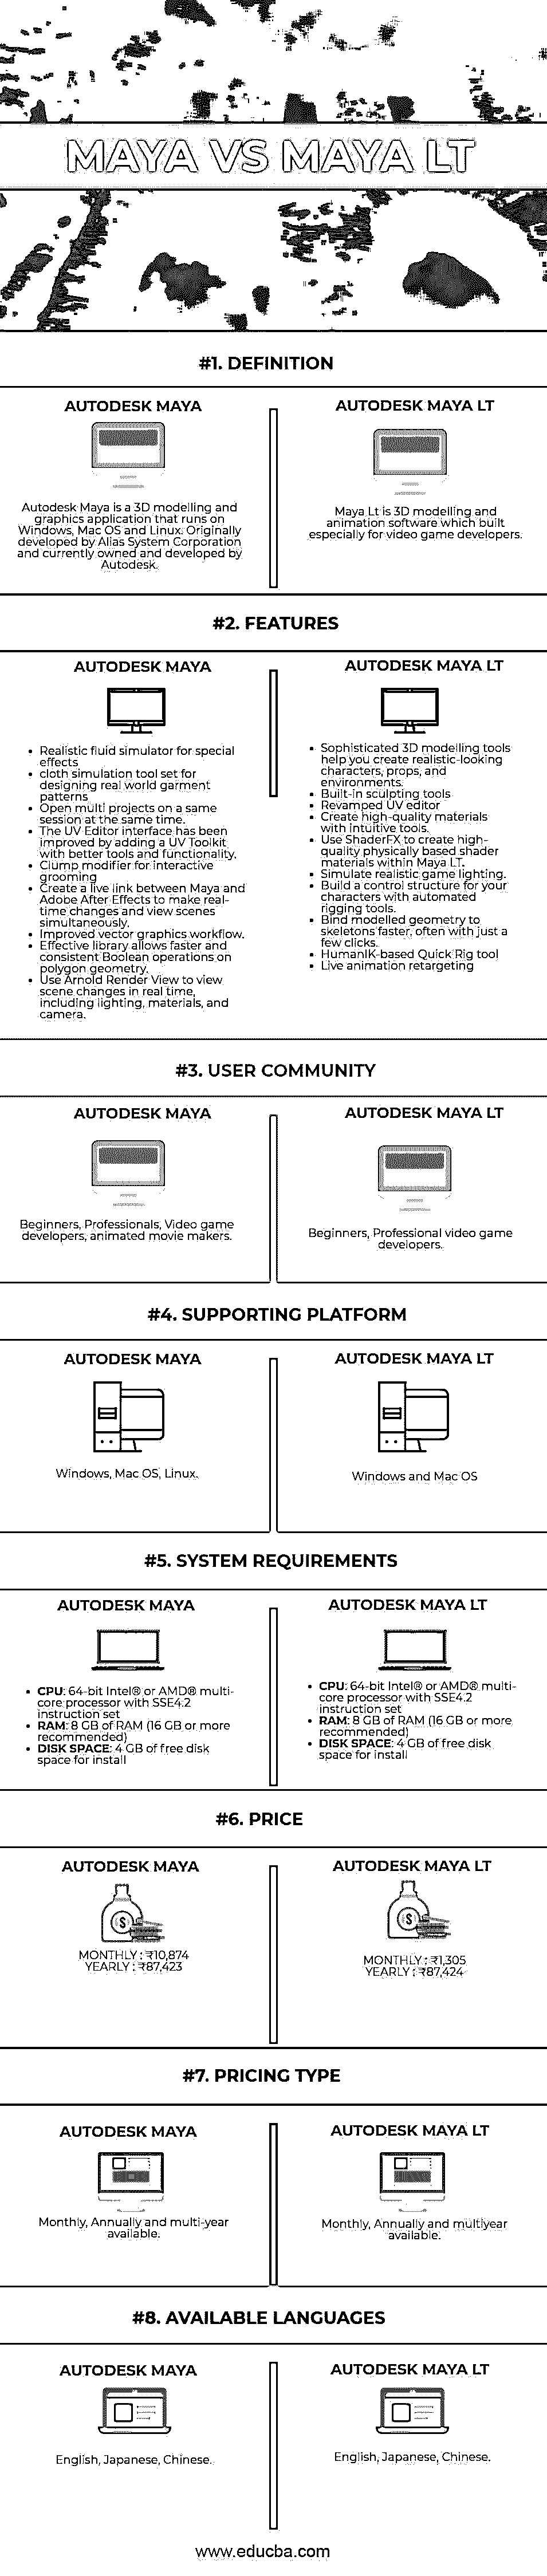 MAYA VS MAYA LT
#1. DEFINITION
AUTODESK MAYA
Autodesk Maya is a 3D modelling and
graphics application that runs on
Windows, Mac OS and Linux. Originally
developed by Alias System Corporation
and currently owned and developed by
Autodesk.
AUTODESK MAYA LT
Maya Lt is 3D modelling and
animation software which built
especially for video game developers.
#2. FEATURES
AUTODESK MAYA
• Realistic fluid simulator for special
effects
• cloth simulation tool set for
designing real world garment
patterns
• Open multi projects on a same
session at the same time.
• The UV Editor interface has been
improved by adding a UV Toolkit
with better tools and functionality.
• Clump modifier for interactive
grooming
• Create a live link between Maya and
Adobe After Effects to make real-
time changes and view scenes
simultaneously.
• Improved vector graphics workflow.
• Effective library allows faster and
consistent Boolean operations on
polygon geometry.
• Use Arnold Render View to view
scene changes in real time,
including lighting, materials, and
camera.
AUTODESK MAYA LT
• Sophisticated 3D modelling tools
help you create realistic-looking
characters, props, and
environments.
• Built-in sculpting tools
• Revamped UV editor
• Create high-quality materials
with intuitive tools.
• Use ShaderFX to create high-
quality physically based shader
materials within Maya LT.
• Simulate realistic game lighting.
• Build a control structure for your
characters with automated
rigging tools.
• Bind modelled geometry to
skeletons faster, often with just a
few clicks.
• HumanIK-based Quick Rig tool
• Live animation retargeting
#3. USER COMMUNITY
AUTODESK MAYA
Beginners, Professionals, Video game
developers, animated movie makers.
AUTODESK MAYA LT
Beginners, Professional video game
developers.
#4. SUPPORTING PLATFORM
AUTODESK MAYA
Windows, Mac OS, Linux.
AUTODESK MAYA LT
Windows and Mac OS
#5. SYSTEM REQUIREMENTS
AUTODESK MAYA
• CPU: 64-bit Intel® or AMD® multi-
core processor with SSE4.2
instruction set
• RAM: 8 GB of RAM (16 GB or more
recommended)
• DISK SPACE: 4 GB of free disk
space for install
AUTODESK MAYA LT
• CPU: 64-bit Intel® or AMD® multi-
core processor with SSE4.2
instruction set
• RAM: 8 GB of RAM (16 GB or more
recommended)
• DISK SPACE: 4 GB of free disk
space for install
#6. PRICE
AUTODESK MAYA
MONTHLY : ₹10,874
YEARLY : ₹87,423
AUTODESK MAYA LT
MONTHLY : ₹1,305
YEARLY : ₹87,424
#7. PRICING TYPE
AUTODESK MAYA
Monthly, Annually and multi-year
available.
AUTODESK MAYA LT
Monthly, Annually and multiyear
available.
#8. AVAILABLE LANGUAGES
AUTODESK MAYA
English, Japanese, Chinese.
AUTODESK MAYA LT
English, Japanese, Chinese.
www.educba.com